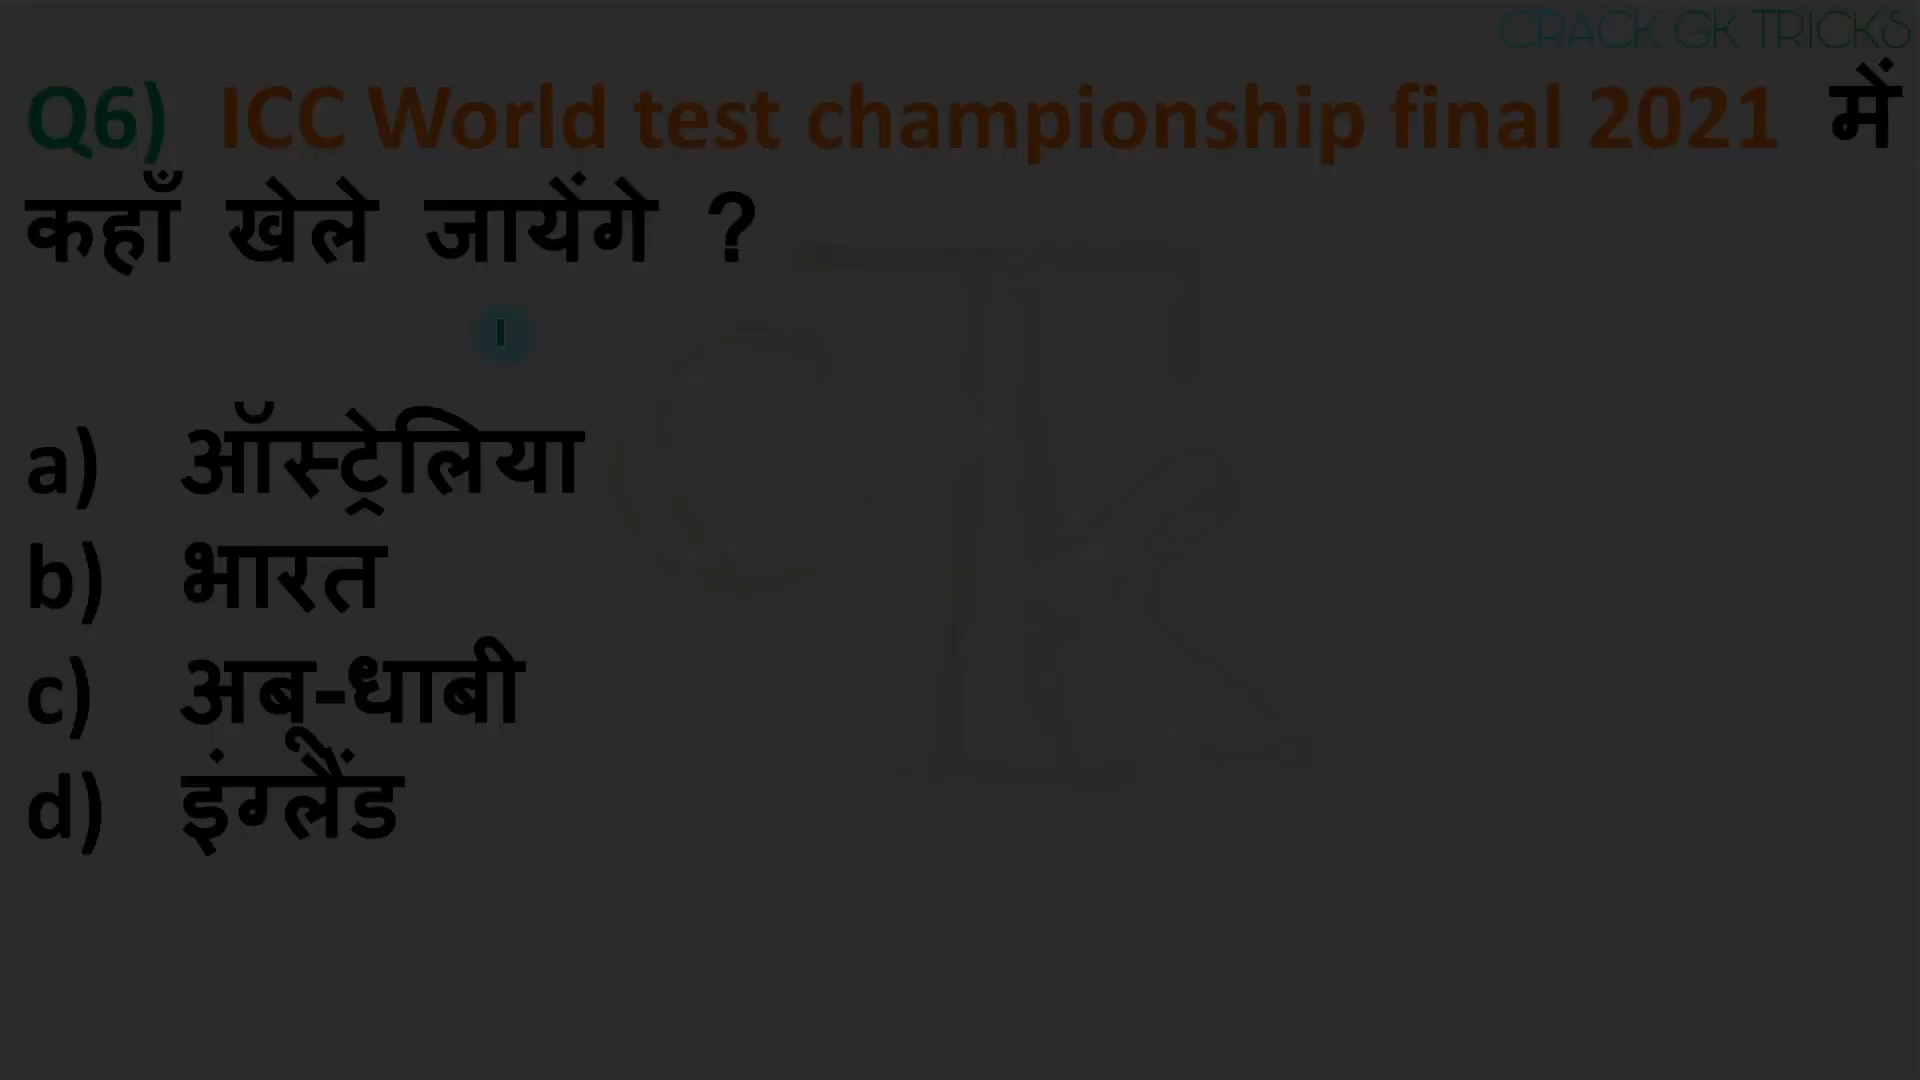 CRACK GK TRICKS
Q6) ICC World test championship final 2021 में
कहाँ खेले जायेंगे ?
a) ऑस्ट्रेलिया
b) भारत
c) अब-धाबी
d) इंग्लैंड